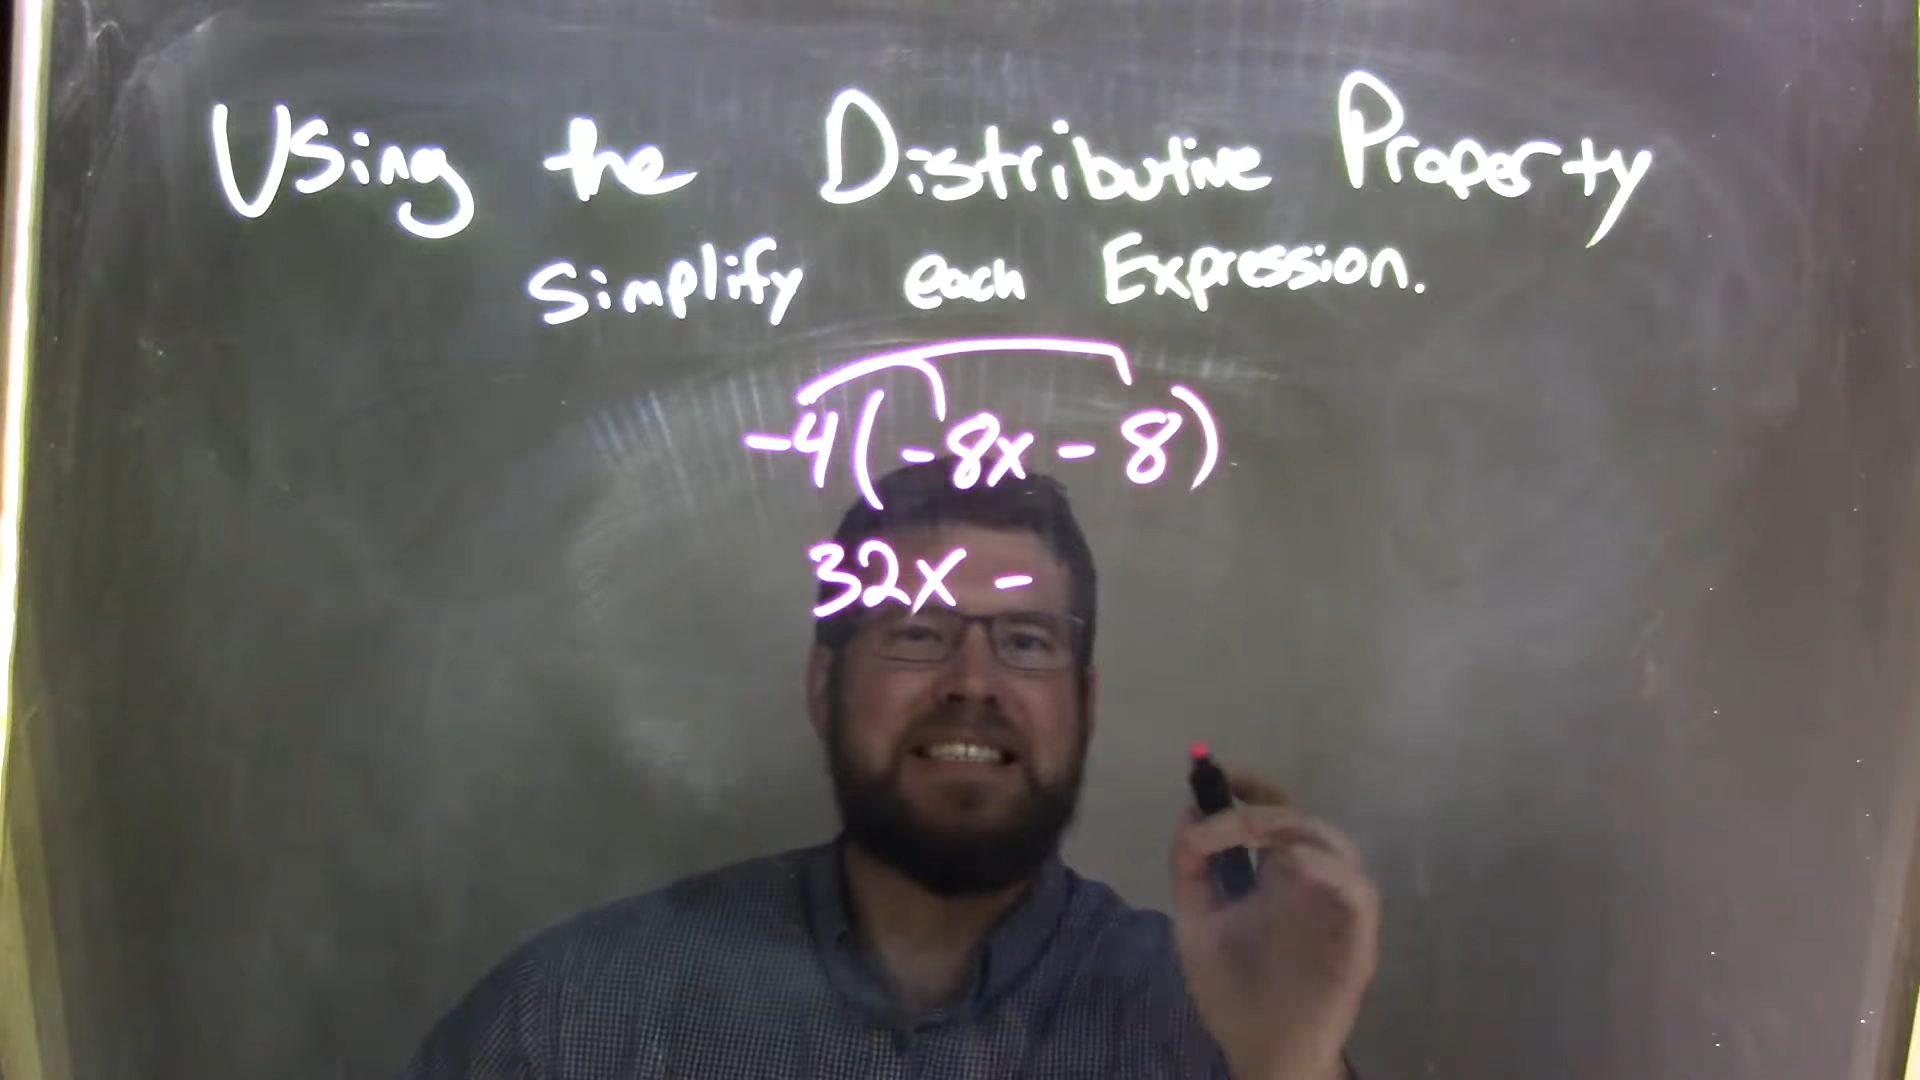 Using the Distributive Property
Simplify each Expression.
-4(-8x - 8)
32x -